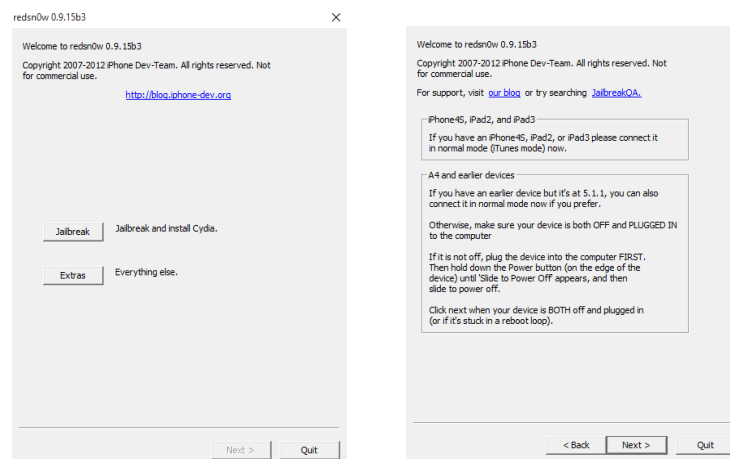 redsn0w 0.9.15b3
Welcome to redsn0w 0.9.15b3
Copyright 2007-2012 iPhone Dev-Team. All rights reserved. Not
for commercial use.
http://blog.iphone-dev.org
Jailbreak
Jailbreak and install Cydia.
Extras
Everything else.
Next >
Quit
Welcome to redsn0w 0.9.15b3
Copyright 2007-2012 iPhone Dev-Team. All rights reserved. Not
for commercial use.
For support, visit our blog or try searching JailbreakQA.
iPhone4S, iPad2, and iPad3
If you have an iPhone4S, iPad2, or iPad3 please connect it
in normal mode (iTunes mode) now.
A4 and earlier devices
If you have an earlier device but it's at 5.1.1, you can also
connect it in normal mode now if you prefer.
Otherwise, make sure your device is both OFF and PLUGGED IN
to the computer
If it is not off, plug the device into the computer FIRST.
Then hold down the Power button (on the edge of the
device) until 'Slide to Power Off' appears, and then
slide to power off.
Click next when your device is BOTH off and plugged in
(or if it's stuck in a reboot loop).
< Back
Next >
Quit